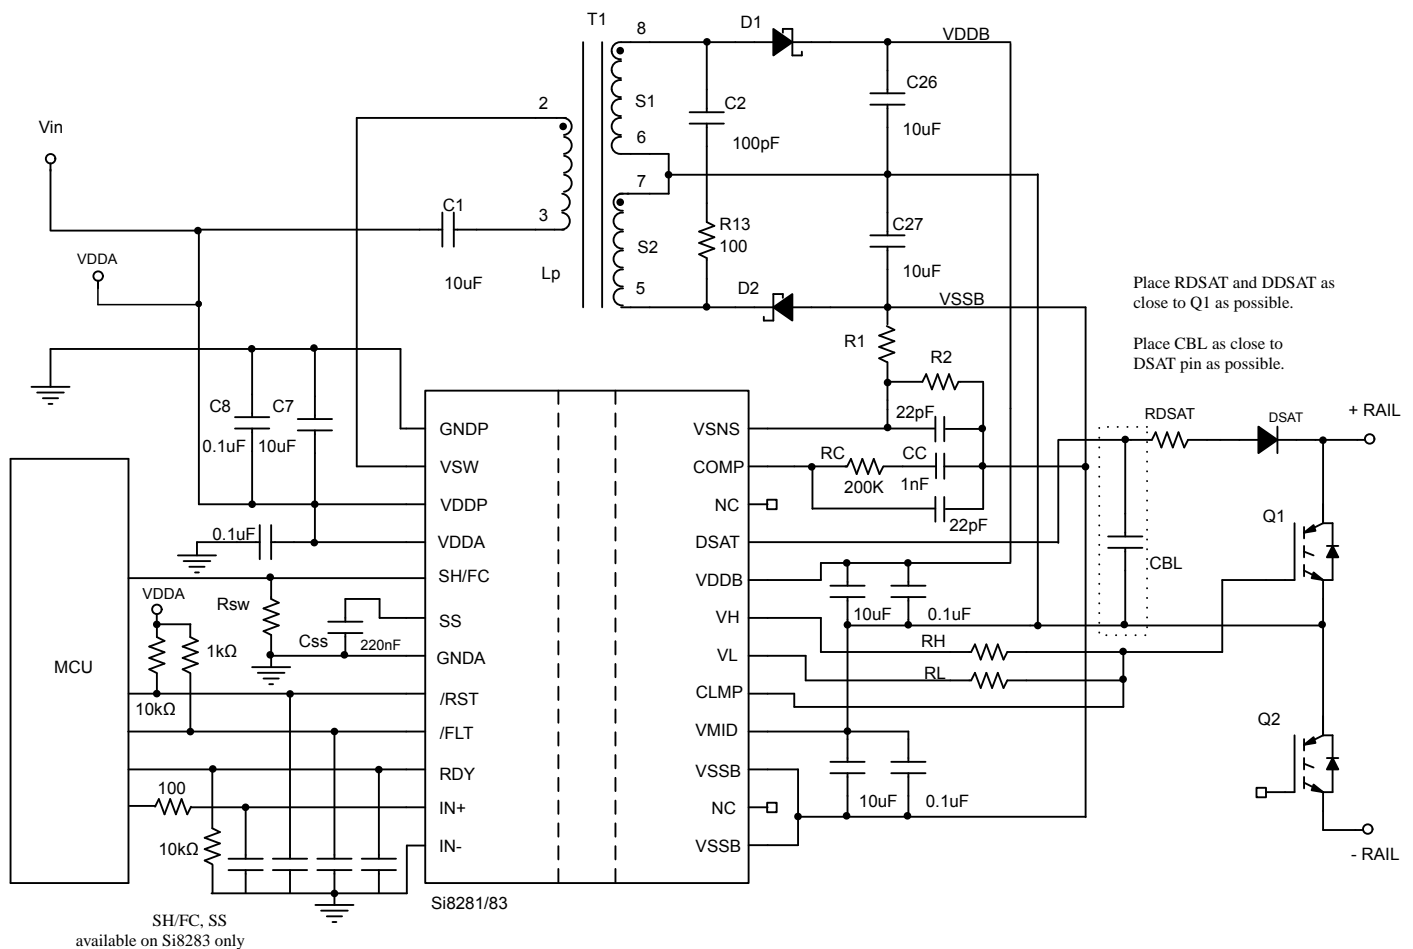 T1
8
D1
VDDB
S1
C2
C26
2
6
100pF
10uF
Vin
7
C1
3
R13
100
C27
VDDA
S2
Lp
10uF
5
D2
10uF
VSSB
Place RDSAT and DDSAT as
close to Q1 as possible.
Place CBL as close to
DSAT pin as possible.
R1
R2
C8
C7
0.1uF
10uF
22pF
RDSAT
DSAT
+ RAIL
GNDP
VSNS
VSW
COMP
RC
CC
200K
1nF
VDDP
NC
22pF
Q1
0.1uF
VDDA
DSAT
CBL
SH/FC
VDDB
VDDA
Rsw
10uF
0.1uF
SS
VH
Css
220nF
RH
1kΩ
MCU
GNDA
VL
RL
/RST
CLMP
10kΩ
Q2
/FLT
VMID
RDY
VSSB
100
10uF
0.1uF
IN+
NC
10kΩ
IN-
VSSB
- RAIL
Si8281/83
SH/FC, SS
available on Si8283 only